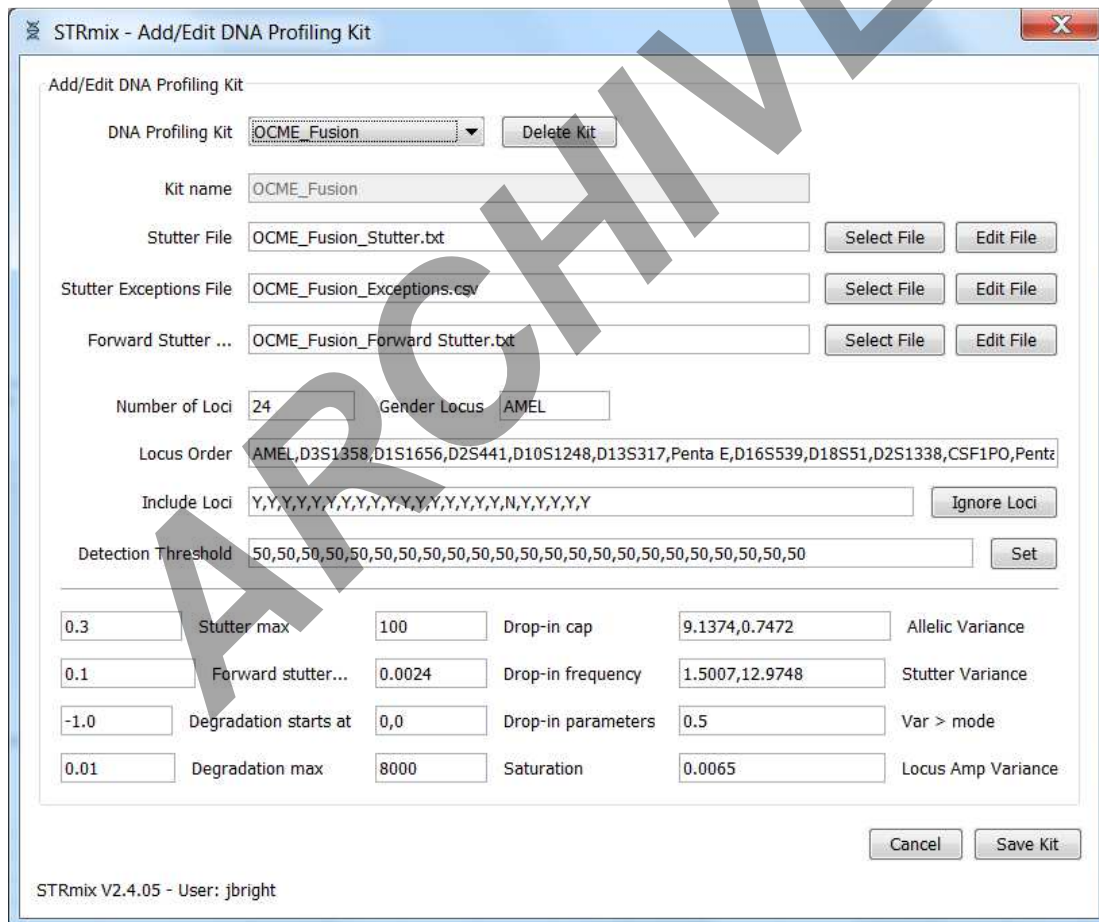 STRmix - Add/Edit DNA Profiling Kit
Add/Edit DNA Profiling Kit
DNA Profiling Kit OCME_Fusion Delete Kit
Kit name OCME_Fusion
Stutter File OCME_Fusion_Stutter.txt Select File Edit File
Stutter Exceptions File OCME_Fusion_Exceptions.csv Select File Edit File
Forward Stutter ... OCME_Fusion_Forward Stutter.txt Select File Edit File
Number of Loci 24 Gender Locus AMEL
Locus Order AMEL,D3S1358,D1S1656,D2S441,D10S1248,D13S317,Penta E,D16S539,D18S51,D2S1338,CSF1PO,Penta
Include Loci Y,Y,Y,Y,Y,Y,Y,Y,Y,Y,Y,Y,Y,Y,Y,Y,Y,Y,N,Y,Y,Y,Y,Y Ignore Loci
Detection Threshold 50,50,50,50,50,50,50,50,50,50,50,50,50,50,50,50,50,50,50,50,50,50,50 Set
0.3 Stutter max 100 Drop-in cap 9.1374,0.7472 Allelic Variance
0.1 Forward stutter... 0.0024 Drop-in frequency 1.5007,12.9748 Stutter Variance
-1.0 Degradation starts at 0,0 Drop-in parameters 0.5 Var > mode
0.01 Degradation max 8000 Saturation 0.0065 Locus Amp Variance
Cancel Save Kit
STRmix V2.4.05 - User: jbright
ARCHIVE